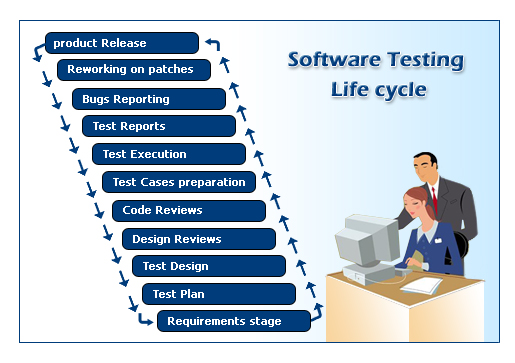 Software Testing
Life cycle
product Release
Reworking on patches
Bugs Reporting
Test Reports
Test Execution
Test Cases preparation
Code Reviews
Design Reviews
Test Design
Test Plan
Requirements stage